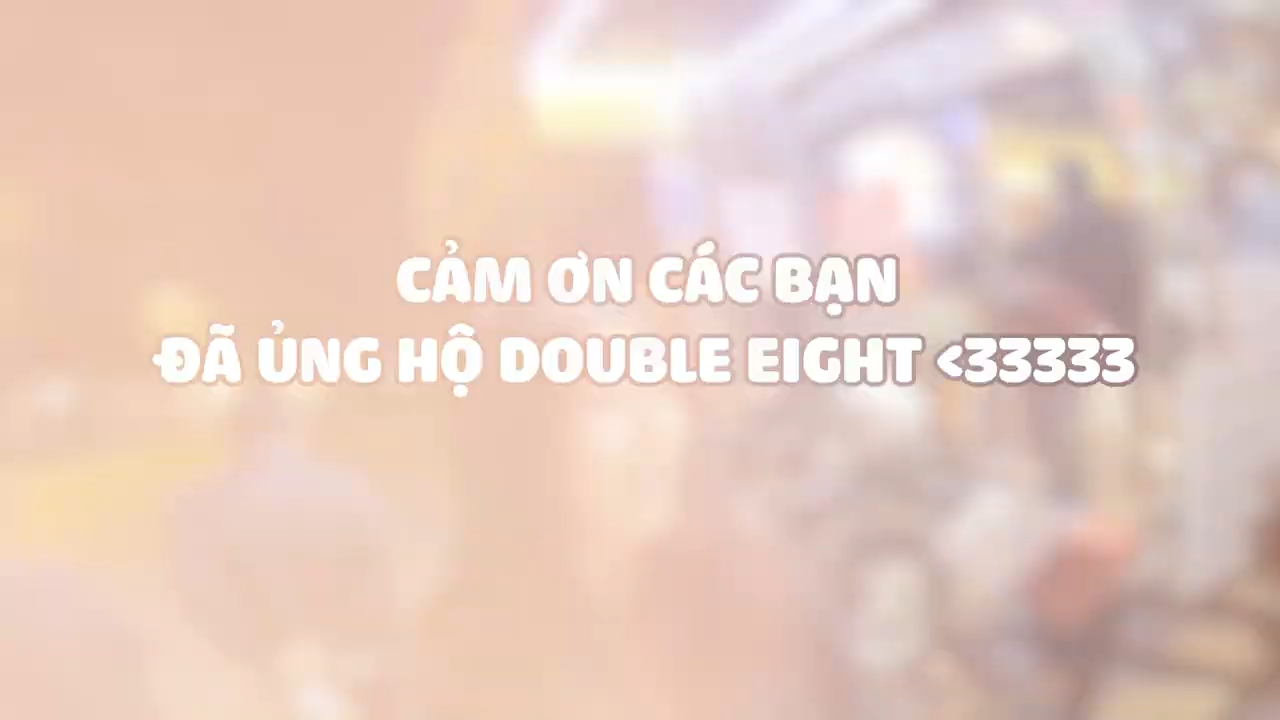 CẢM ƠN CÁC BẠN
ĐÃ ỦNG HỘ DOUBLE EIGHT <33333